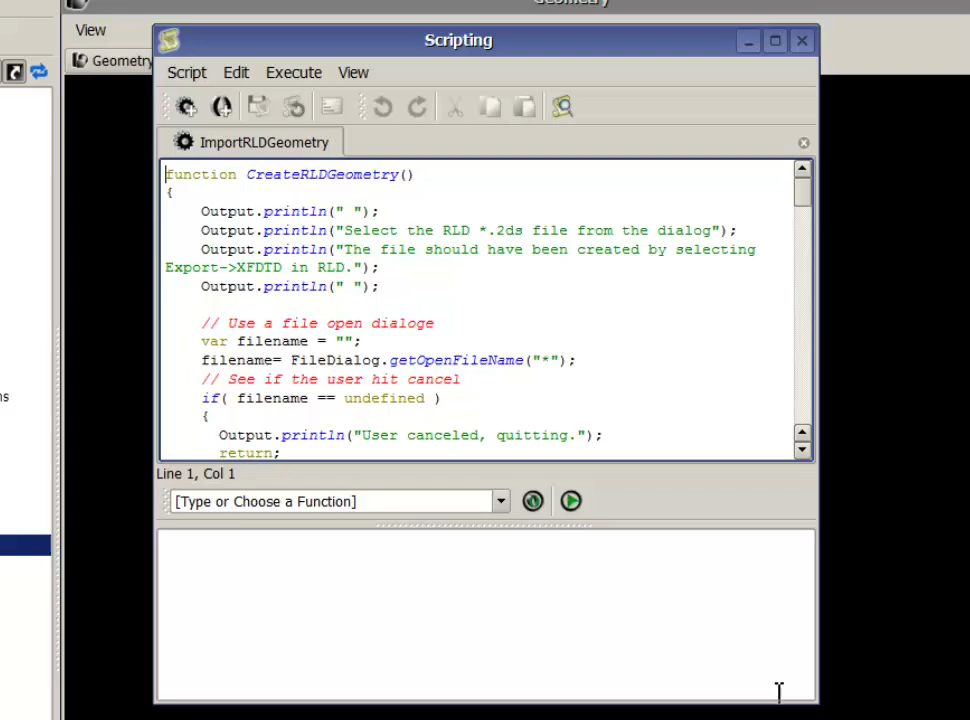 Geometry
View
Geometry
Scripting
Script Edit Execute View
ImportRLDGeometry
function CreateRLDGeometry()
{
Output.println(" ");
Output.println("Select the RLD *.2ds file from the dialog");
Output.println("The file should have been created by selecting
Export->XFDTD in RLD.");
Output.println(" ");
// Use a file open dialoge
var filename = "";
filename= FileDialog.getOpenFileName("*");
// See if the user hit cancel
if( filename == undefined )
{
Output.println("User canceled, quitting.");
return;
ns
Line 1, Col 1
[Type or Choose a Function]